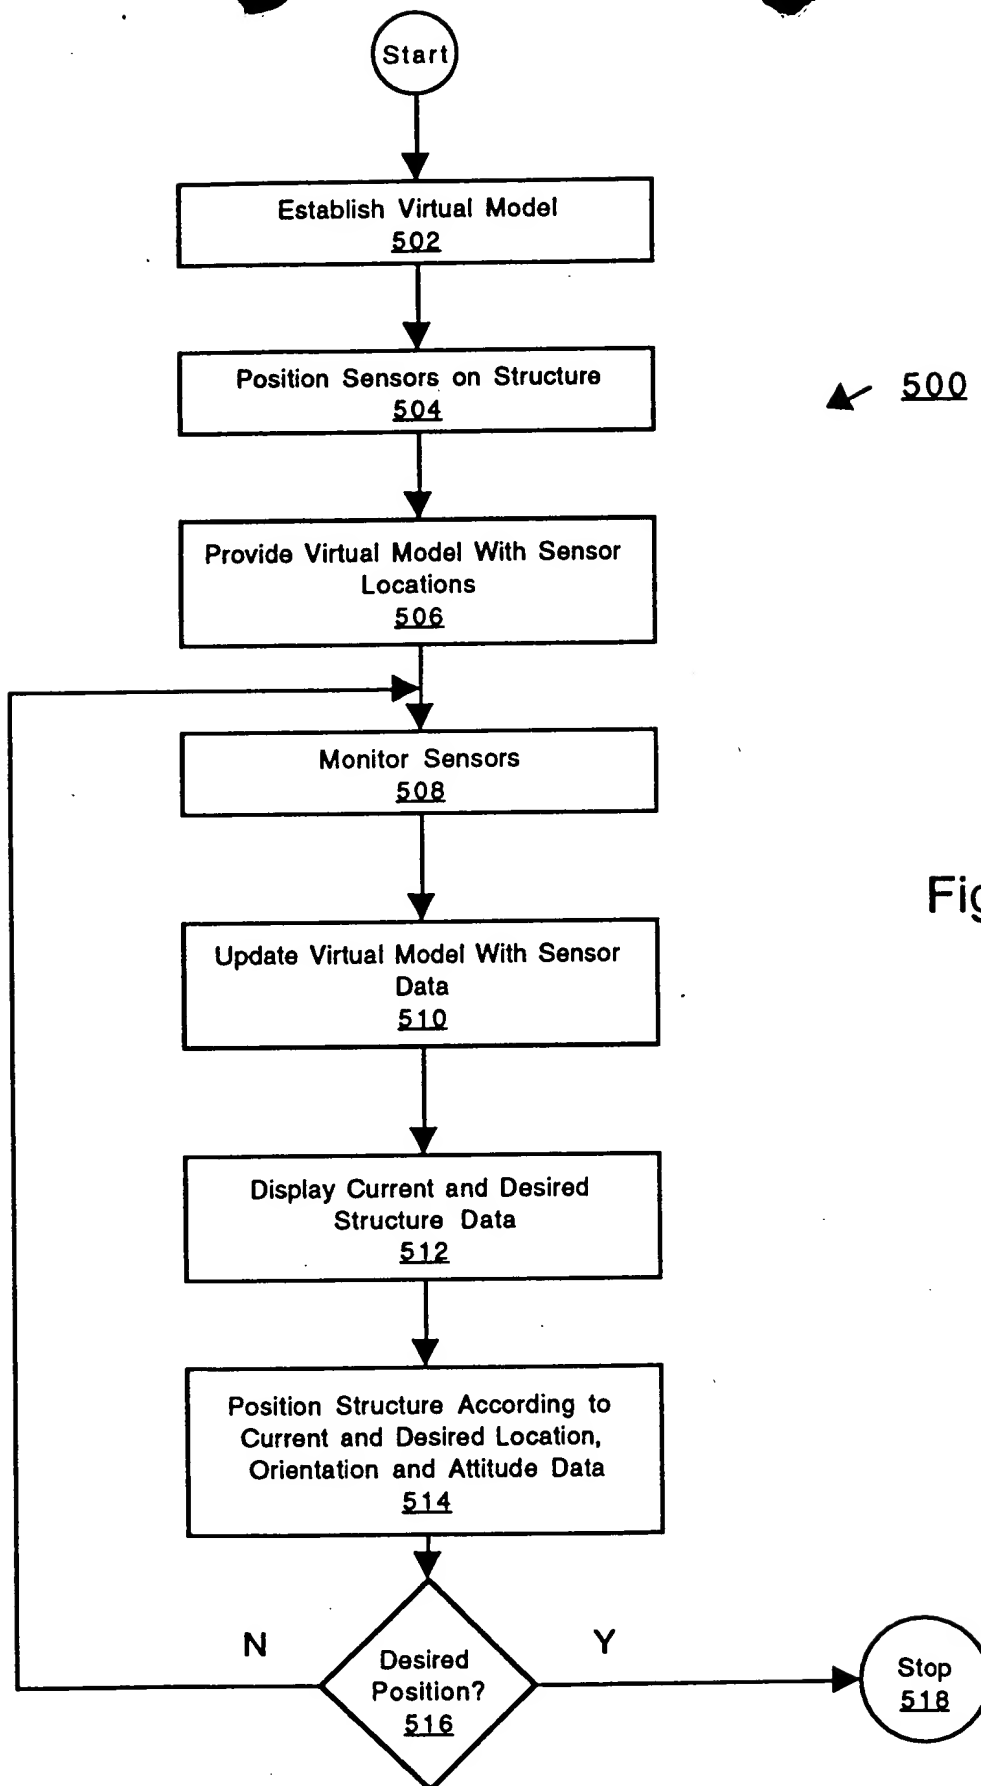 Start
Establish Virtual Model
502
Position Sensors on Structure
504
500
Provide Virtual Model With Sensor
Locations
506
Monitor Sensors
508
Fig
Update Virtual Model With Sensor
Data
510
Display Current and Desired
Structure Data
512
Position Structure According to
Current and Desired Location,
Orientation and Attitude Data
514
N
Y
Desired
Position?
516
Stop
518